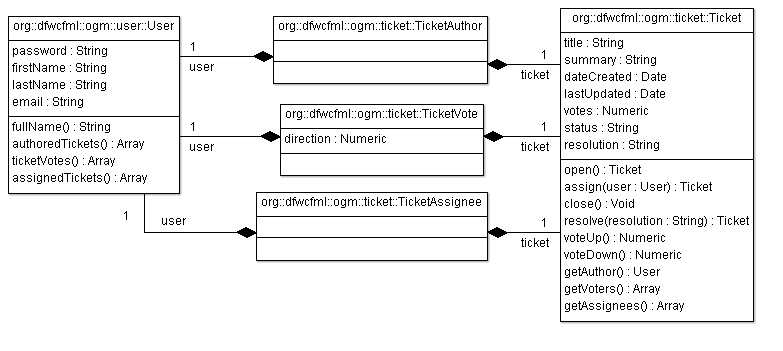 org::dfwcfml::ogm::user::User
password : String
firstName : String
lastName : String
email : String
fullName() : String
authoredTickets() : Array
ticketVotes() : Array
assignedTickets() : Array
1
user
org::dfwcfml::ogm::ticket::TicketAuthor
1
ticket
1
user
org::dfwcfml::ogm::ticket::TicketVote
direction : Numeric
1
ticket
1
user
org::dfwcfml::ogm::ticket::TicketAssignee
1
ticket
org::dfwcfml::ogm::ticket::Ticket
title : String
summary : String
dateCreated : Date
lastUpdated : Date
votes : Numeric
status : String
resolution : String
open() : Ticket
assign(user : User) : Ticket
close() : Void
resolve(resolution : String) : Ticket
voteUp() : Numeric
voteDown() : Numeric
getAuthor() : User
getVoters() : Array
getAssignees() : Array